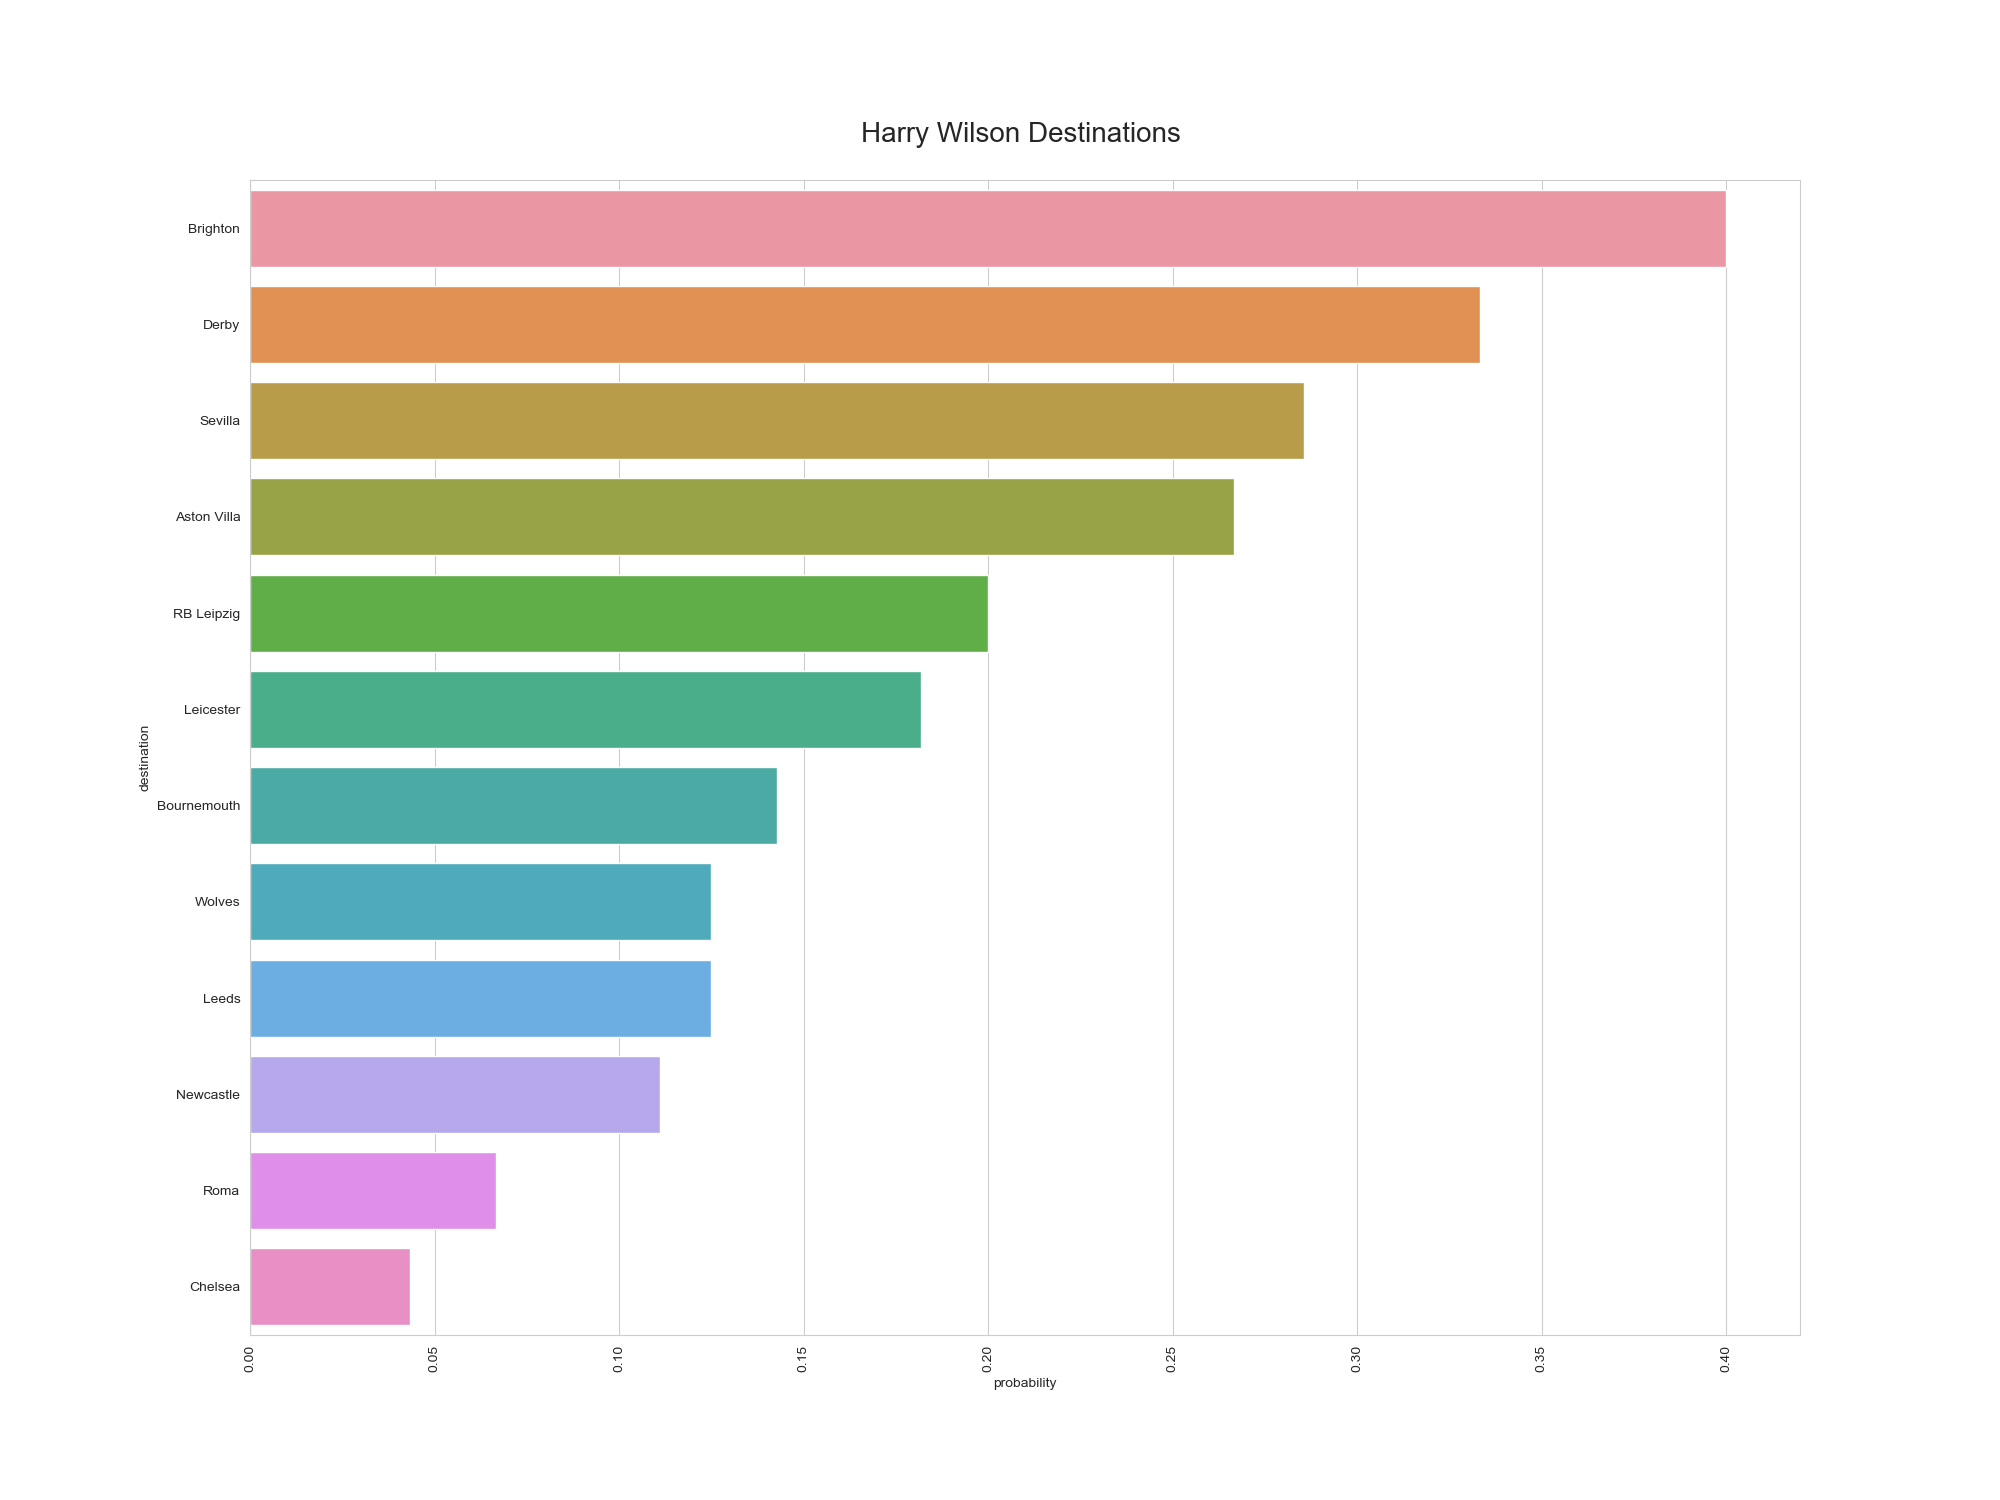 Harry Wilson Destinations
destination
Brighton
Derby
Sevilla
Aston Villa
RB Leipzig
Leicester
Bournemouth
Wolves
Leeds
Newcastle
Roma
Chelsea
0.00 0.05 0.10 0.15 0.20 0.25 0.30 0.35 0.40
probability